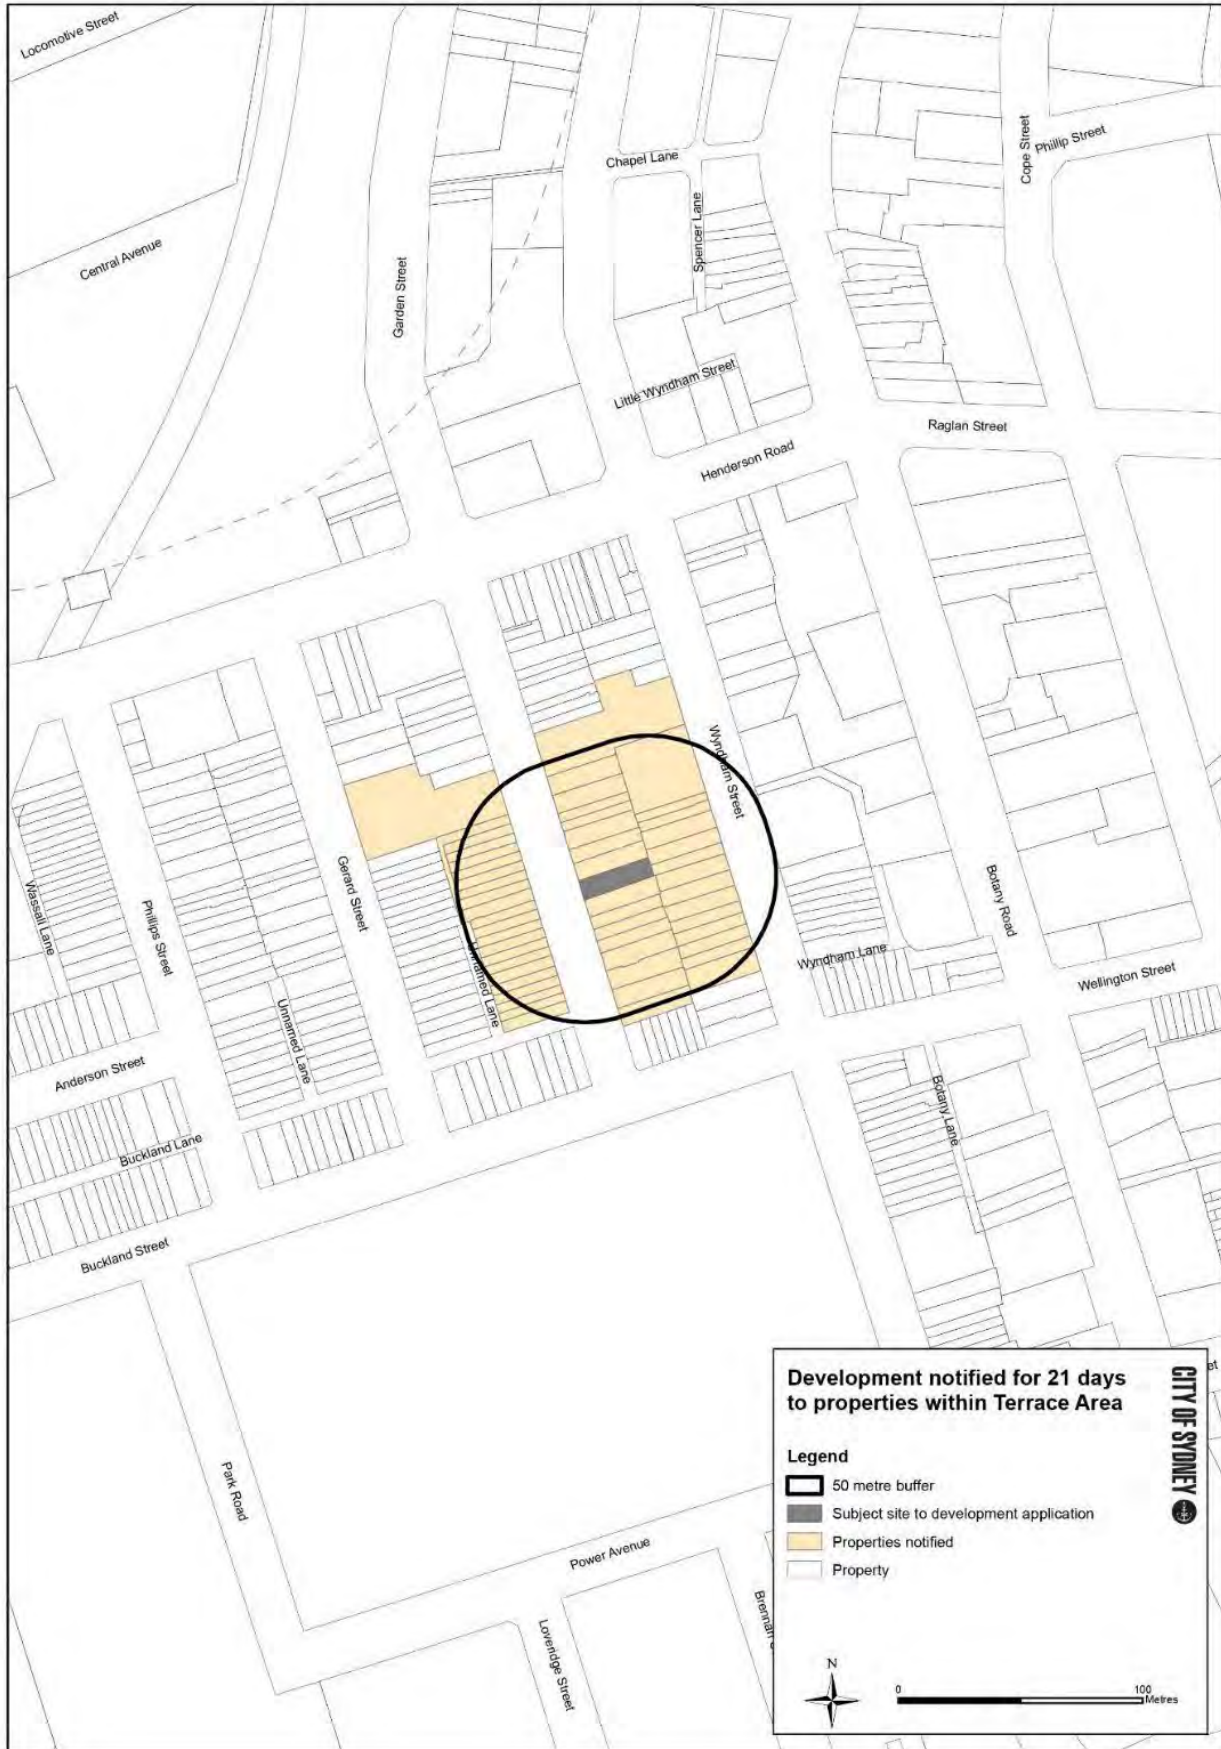 Locomotive Street
Chapel Lane
Cope Street
Phillip Street
Spencer Lane
Central Avenue
Garden Street
Little Wyndham Street
Raglan Street
Henderson Road
Wyndham Street
Gerard Street
Wassall Lane
Phillips Street
Botany Road
Unnamed Lane
Wyndham Lane
Wellington Street
Unnamed Lane
Anderson Street
Botany Lane
Buckland Lane
Buckland Street
Park Road
Power Avenue
Loveridge Street
Development notified for 21 days
to properties within Terrace Area
CITY OF SYDNEY
Legend
50 metre buffer
Subject site to development application
Properties notified
Property
N
0 100
Metres